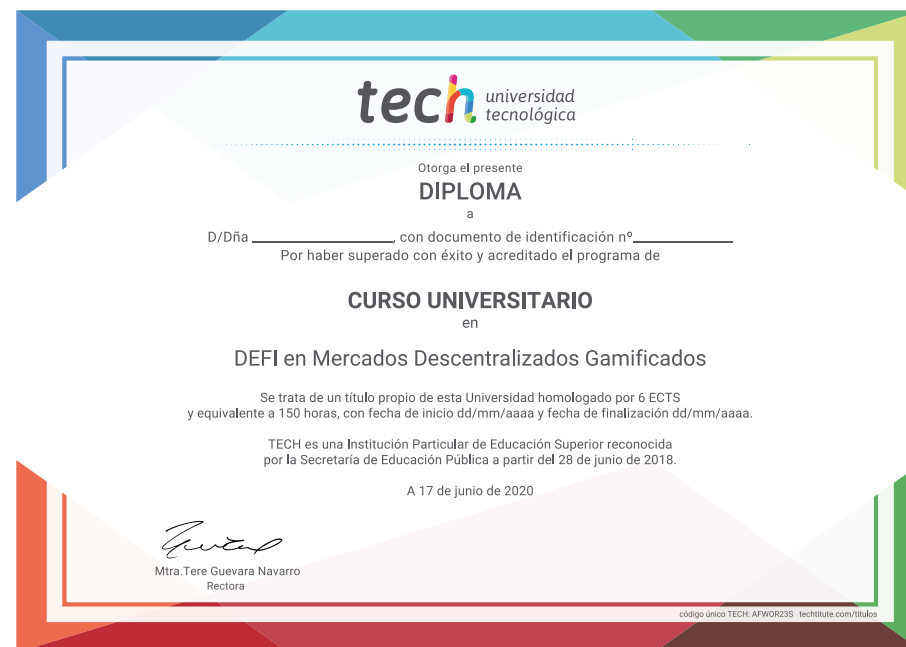 tech universidad
tecnológica
Otorga el presente
DIPLOMA
a
D/Dña ____________________, con documento de identificación nº______________
Por haber superado con éxito y acreditado el programa de
CURSO UNIVERSITARIO
en
DEFI en Mercados Descentralizados Gamificados
Se trata de un título propio de esta Universidad homologado por 6 ECTS
y equivalente a 150 horas, con fecha de inicio dd/mm/aaaa y fecha de finalización dd/mm/aaaa.
TECH es una Institución Particular de Educación Superior reconocida
por la Secretaría de Educación Pública a partir del 28 de junio de 2018.
A 17 de junio de 2020
Mtra.Tere Guevara Navarro
Rectora
código único TECH: AFWOR23S techtitute.com/titulos